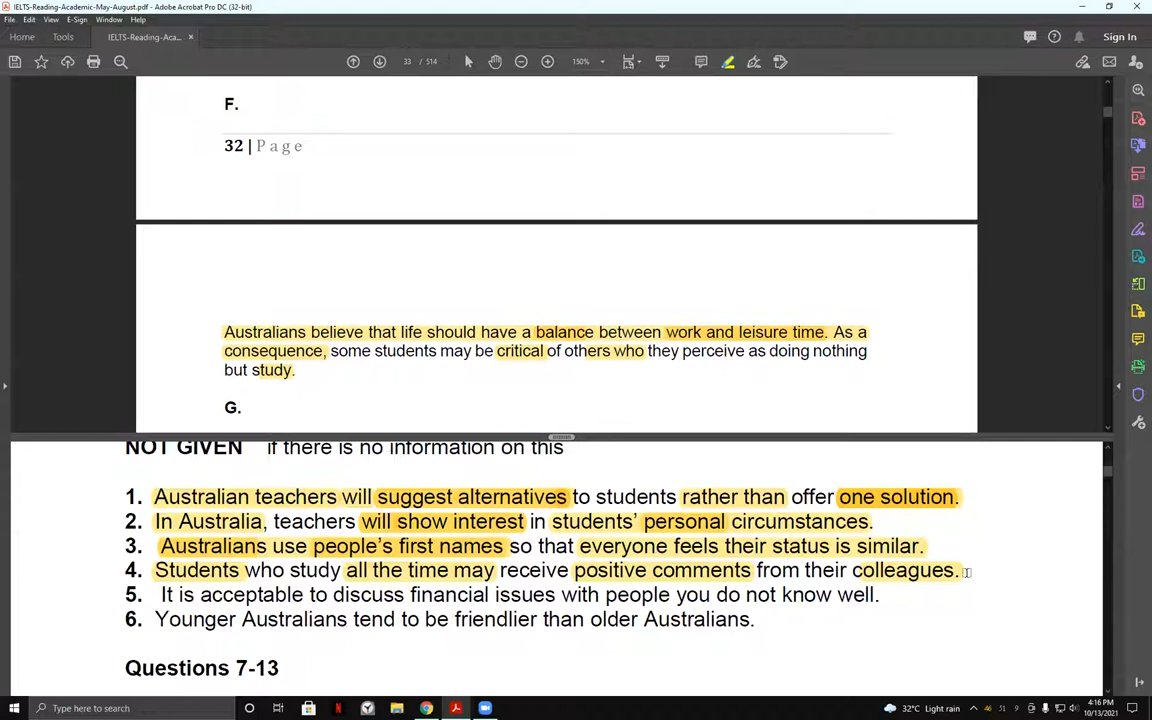 IELTS-Reading-Academic-May-August.pdf - Adobe Acrobat Pro DC (32-bit)
File Edit View E-Sign Window Help
Home Tools IELTS-Reading-Aca... × Sign In
33 / 514 150%
F.
32 | P a g e
Australians believe that life should have a balance between work and leisure time. As a
consequence, some students may be critical of others who they perceive as doing nothing
but study.
G.
NOT GIVEN if there is no information on this
1. Australian teachers will suggest alternatives to students rather than offer one solution.
2. In Australia, teachers will show interest in students’ personal circumstances.
3. Australians use people’s first names so that everyone feels their status is similar.
4. Students who study all the time may receive positive comments from their colleagues.
5. It is acceptable to discuss financial issues with people you do not know well.
6. Younger Australians tend to be friendlier than older Australians.
Questions 7-13
Type here to search 32°C Light rain 46 51 9 4:16 PM
10/13/2021